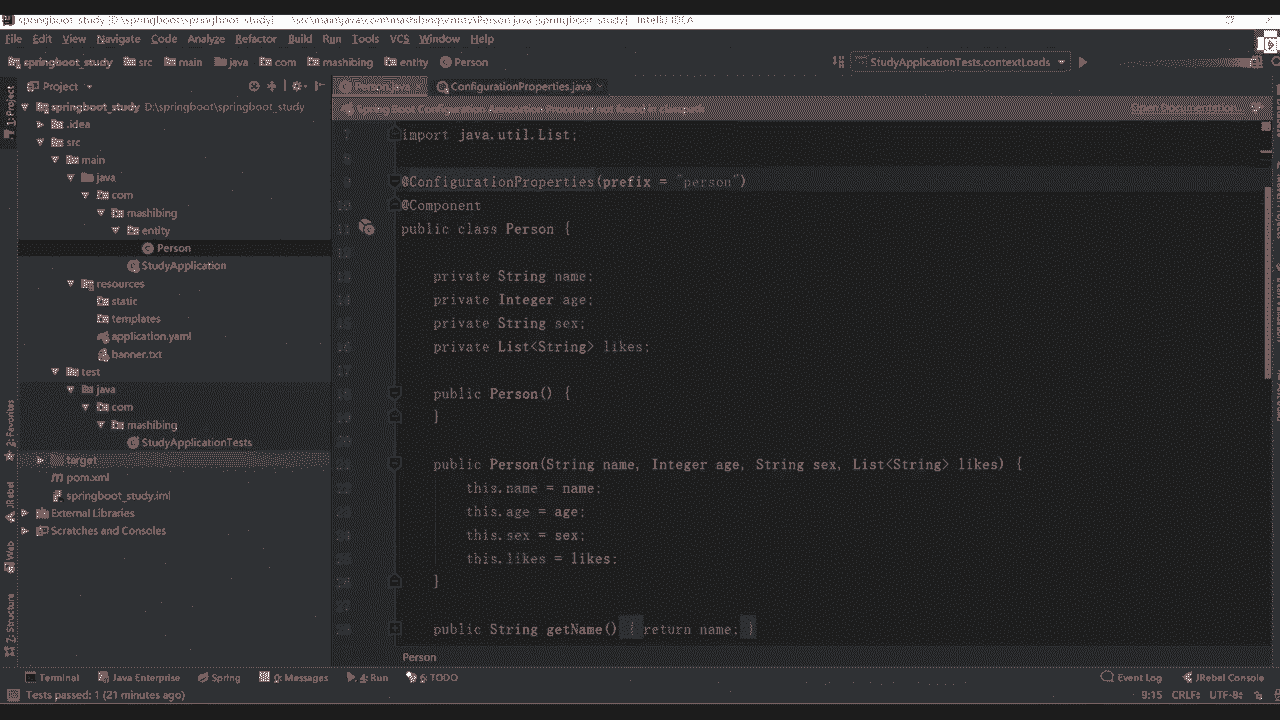 springboot_study [D:\springboot\springboot_study] - ...\src\main\java\com\mashibing\entity\Person.java [springboot_study] - IntelliJ IDEA
File Edit View Navigate Code Analyze Refactor Build Run Tools VCS Window Help
springboot_study src main java com mashibing entity Person StudyApplicationTests.contextLoads
1: Project
Project
Person.java ConfigurationProperties.java
springboot_study D:\springboot\springboot_study
.idea
src
main
java
com
mashibing
entity
Person
StudyApplication
resources
static
templates
application.yaml
banner.txt
test
java
com
mashibing
StudyApplicationTests
target
pom.xml
springboot_study.iml
External Libraries
Scratches and Consoles
2: Favorites
JRebel
Web
Z: Structure
Open Documentation...
7 import java.util.List;
8
9 @ConfigurationProperties(prefix = "person")
10 @Component
11 public class Person {
12
13 private String name;
14 private Integer age;
15 private String sex;
16 private List<String> likes;
17
18 public Person() {
19 }
20
21 public Person(String name, Integer age, String sex, List<String> likes) {
22 this.name = name;
23 this.age = age;
24 this.sex = sex;
25 this.likes = likes;
26 }
27
28 public String getName() { return name; }
Person
Terminal Java Enterprise Spring 0: Messages 4: Run 6: TODO Event Log JRebel Console
Tests passed: 1 (21 minutes ago) 9:15 CRLF UTF-8